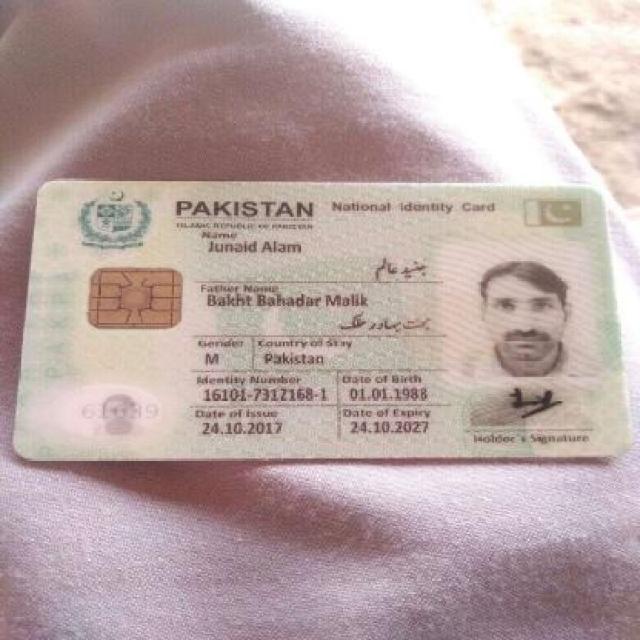 PAKISTAN National Identity Card
ISLAMIC REPUBLIC OF PAKISTAN
Name
Junaid Alam
جنید عالم
Father Name
Bakht Bahadar Malik
بخت بہادر ملک
Gender Country of Stay
M Pakistan
Identity Number Date of Birth
16101-7312168-1 01.01.1988
Date of Issue Date of Expiry
24.10.2017 24.10.2027
Holder's Signature